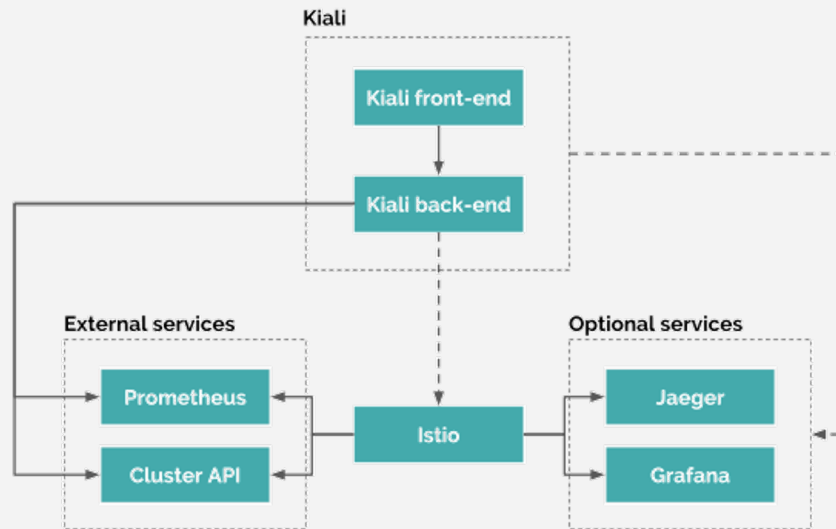 Kiali
Kiali front-end
Kiali back-end
External services
Optional services
Prometheus
Jaeger
Istio
Cluster API
Grafana